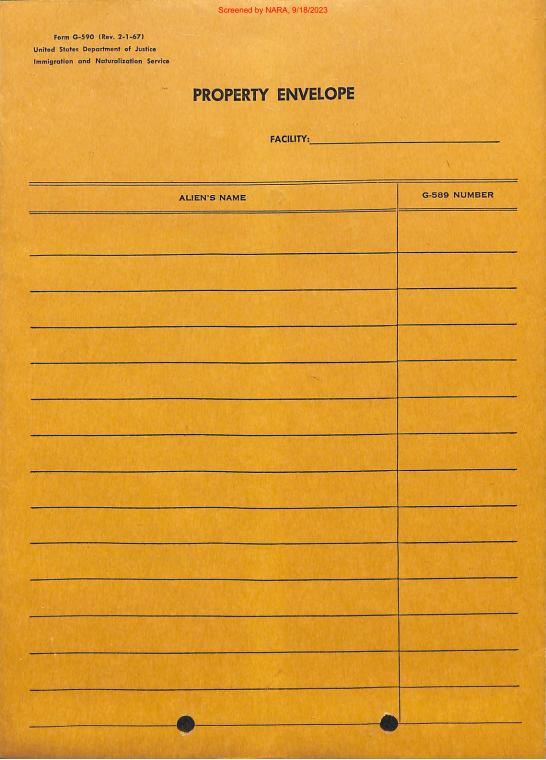 Screened by NARA, 9/18/2023
Form G-590 (Rev. 2-1-67)
United States Department of Justice
Immigration and Naturalization Service
PROPERTY ENVELOPE
FACILITY:
ALIEN'S NAME
G-589 NUMBER